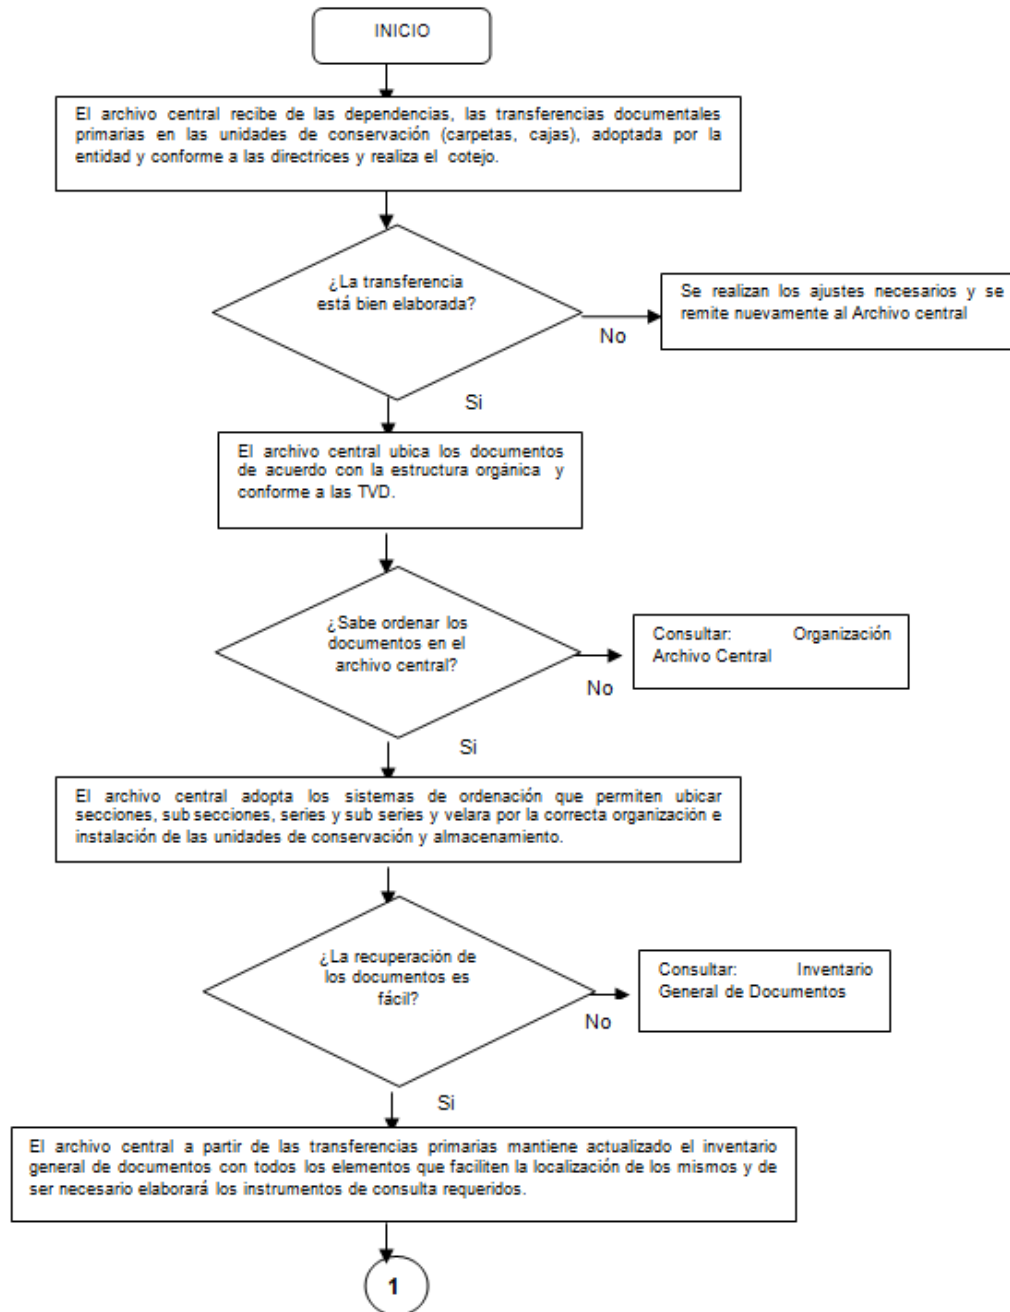 INICIO
El archivo central recibe de las dependencias, las transferencias documentales
primarias en las unidades de conservación (carpetas, cajas), adoptada por la
entidad y conforme a las directrices y realiza el cotejo.
¿La transferencia
está bien elaborada?
Se realizan los ajustes necesarios y se
remite nuevamente al Archivo central
No
Si
El archivo central ubica los documentos
de acuerdo con la estructura orgánica y
conforme a las TVD.
¿Sabe ordenar los
documentos en el
archivo central?
Consultar: Organización
Archivo Central
No
Si
El archivo central adopta los sistemas de ordenación que permiten ubicar
secciones, sub secciones, series y sub series y velara por la correcta organización e
instalación de las unidades de conservación y almacenamiento.
¿La recuperación de
los documentos es
fácil?
Consultar: Inventario
General de Documentos
No
Si
El archivo central a partir de las transferencias primarias mantiene actualizado el inventario
general de documentos con todos los elementos que faciliten la localización de los mismos y de
ser necesario elaborará los instrumentos de consulta requeridos.
1